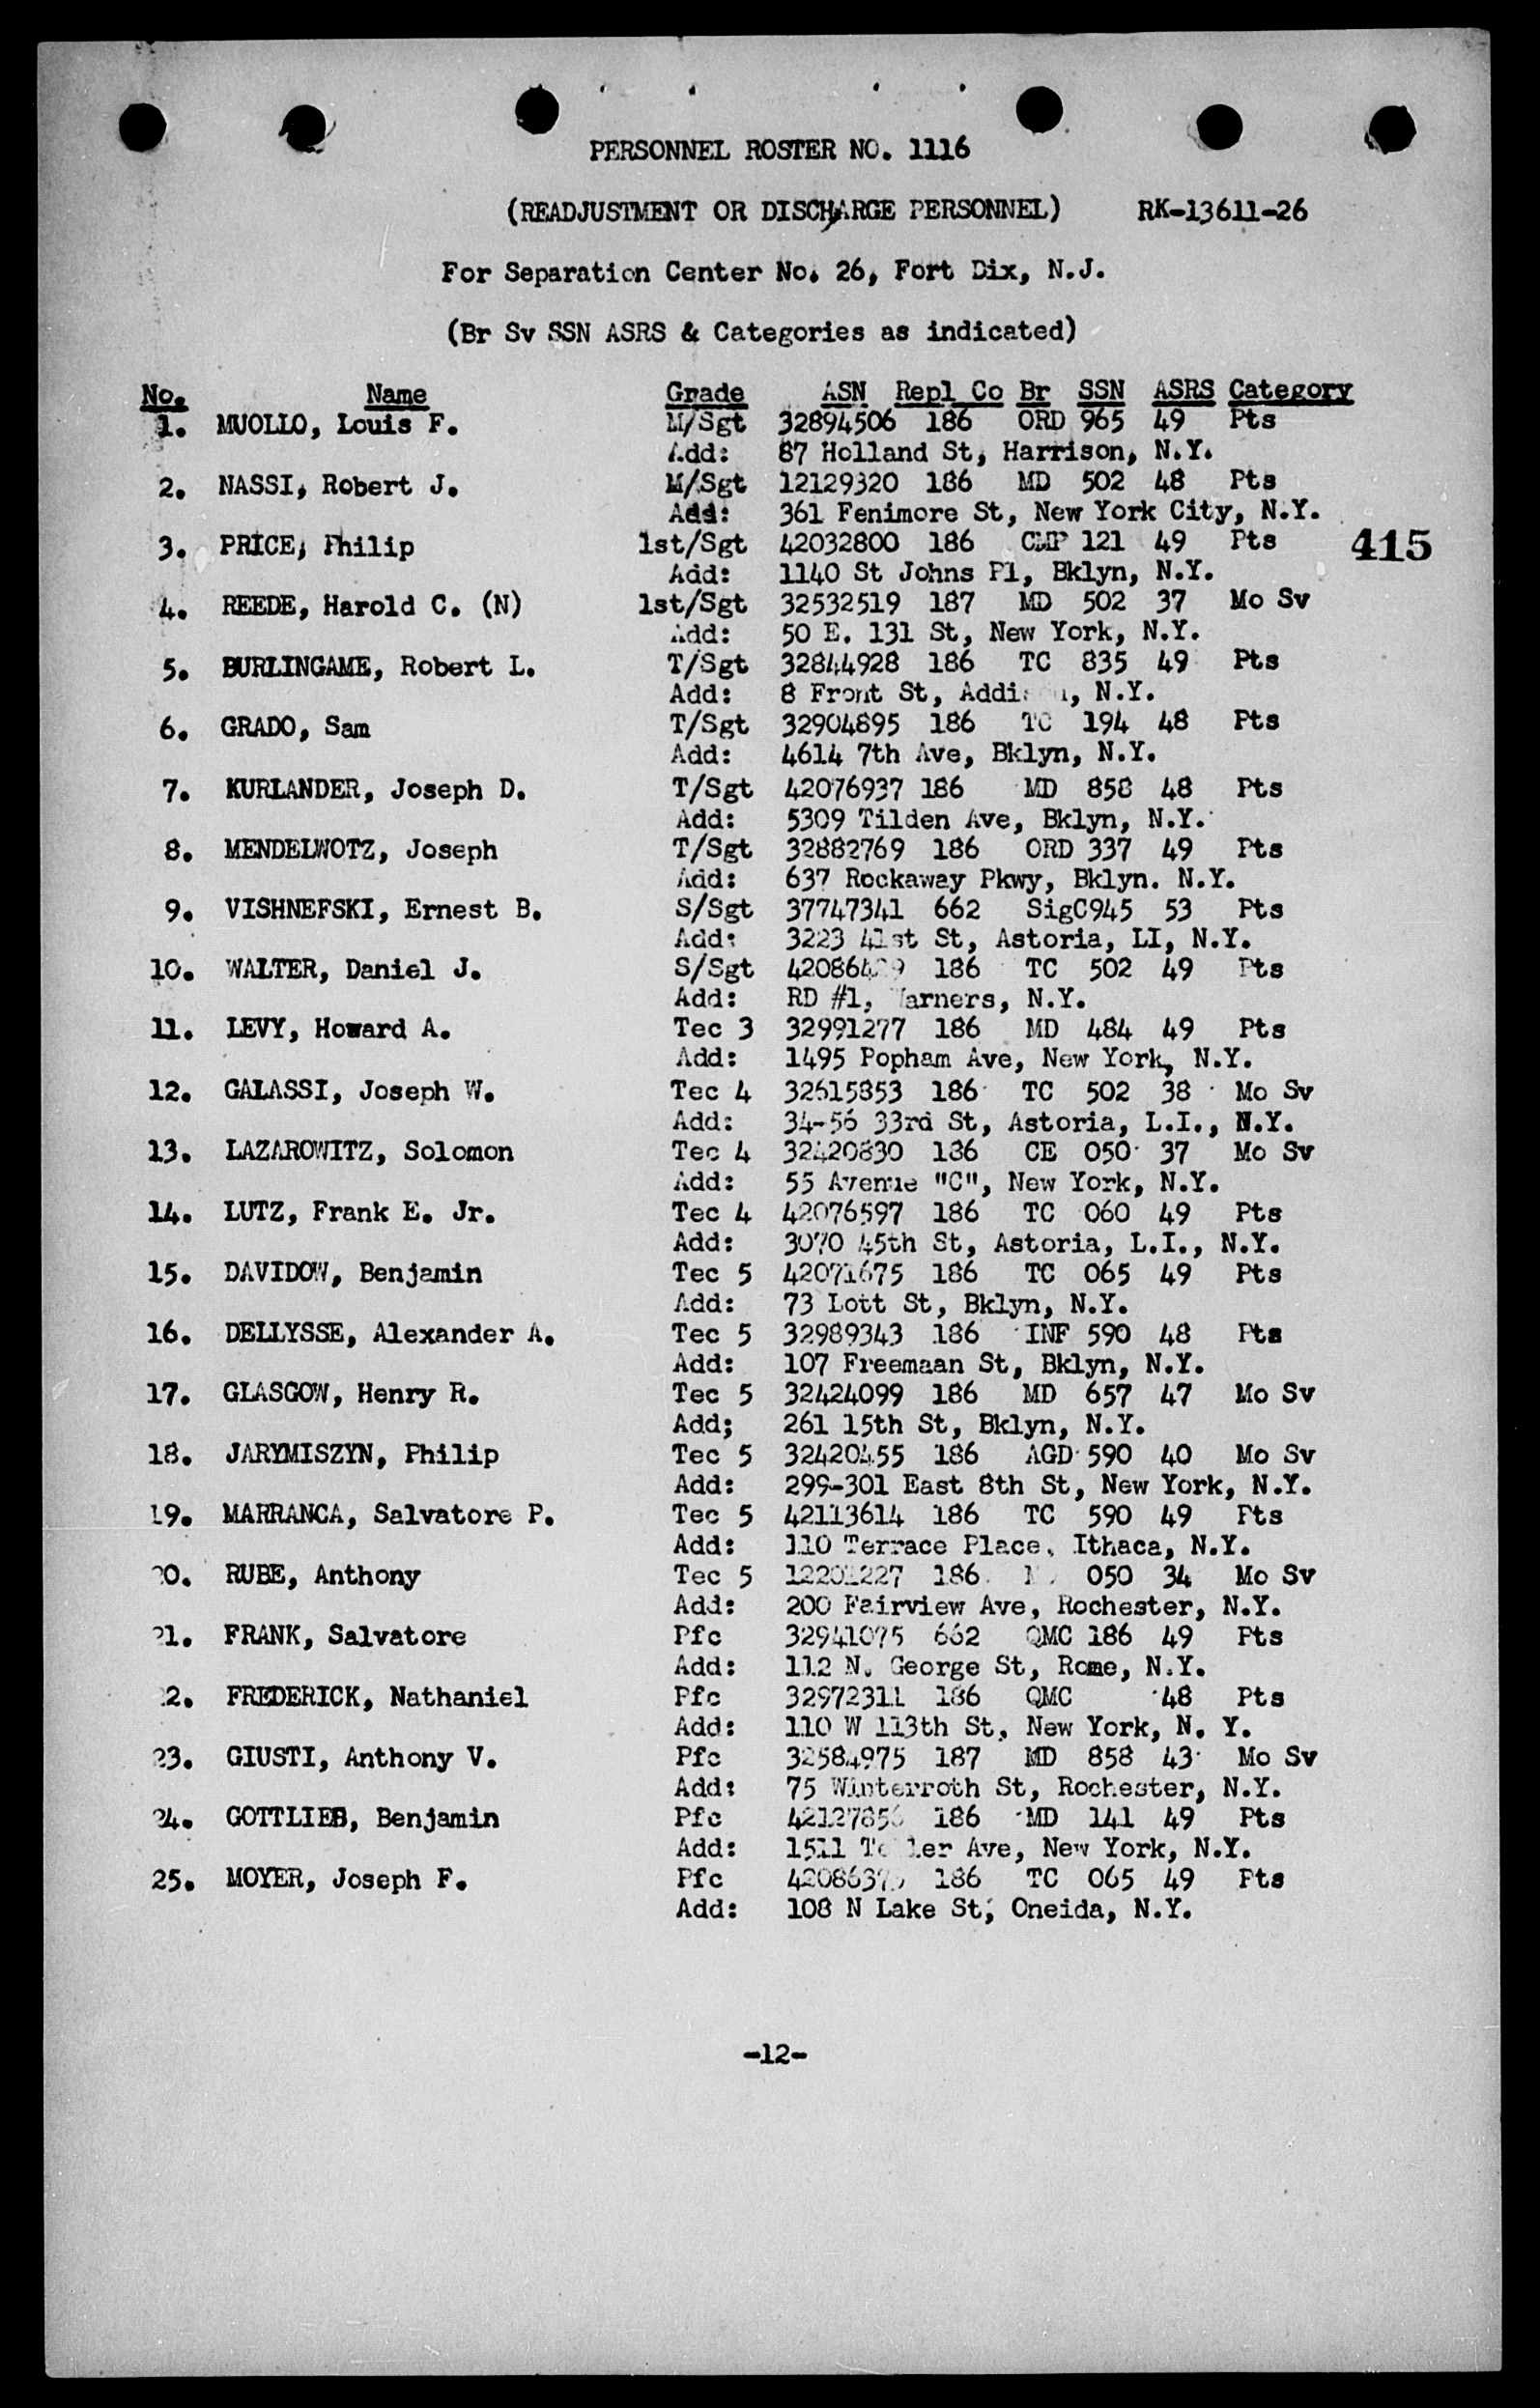 PERSONNEL ROSTER NO. 1116
(READJUSTMENT OR DISCHARGE PERSONNEL) RK-13611-26
For Separation Center No. 26, Fort Dix, N.J.
(Br Sv SSN ASRS & Categories as indicated)
No. Name Grade ASN Repl Co Br SSN ASRS Category
1. MUOLLO, Louis F. M/Sgt 32894506 186 ORD 965 49 Pts
Add: 87 Holland St, Harrison, N.Y.
2. NASSI, Robert J. M/Sgt 12129320 186 MD 502 48 Pts
Add: 361 Fenimore St, New York City, N.Y.
3. PRICE, Philip 1st/Sgt 42032800 186 CMP 121 49 Pts 415
Add: 1140 St Johns Pl, Bklyn, N.Y.
4. REEDE, Harold C. (N) 1st/Sgt 32532519 187 MD 502 37 Mo Sv
Add: 50 E. 131 St, New York, N.Y.
5. BURLINGAME, Robert L. T/Sgt 32844928 186 TC 835 49 Pts
Add: 8 Front St, N.Y.
6. GRADO, Sam T/Sgt 32904895 186 TC 194 48 Pts
Add: 4614 7th Ave, Bklyn, N.Y.
7. KURLANDER, Joseph D. T/Sgt 42076937 186 MD 858 48 Pts
Add: 5309 Tilden Ave, Bklyn, N.Y.
8. MENDELWOTZ, Joseph T/Sgt 32882769 186 ORD 337 49 Pts
Add: 637 Rockaway Pkwy, Bklyn. N.Y.
9. VISHNEFSKI, Ernest B. S/Sgt 37747341 662 SigC945 53 Pts
Add: 3223 41st St, Astoria, LI, N.Y.
10. WALTER, Daniel J. S/Sgt 186 TC 502 49 Pts
Add: RD #1, N.Y.
11. LEVY, Howard A. Tec 3 32991277 186 MD 484 49 Pts
Add: 1495 Popham Ave, New York, N.Y.
12. GALASSI, Joseph W. Tec 4 32615853 186 TC 502 38 Mo Sv
Add: 34-56 33rd St, Astoria, L.I., N.Y.
13. LAZAROWITZ, Solomon Tec 4 32420830 186 CE 050 37 Mo Sv
Add: 55 Avenue "C", New York, N.Y.
14. LUTZ, Frank E. Jr. Tec 4 42076597 186 TC 060 49 Pts
Add: 3070 45th St, Astoria, L.I., N.Y.
15. DAVIDOW, Benjamin Tec 5 42071675 186 TC 065 49 Pts
Add: 73 Lott St, Bklyn, N.Y.
16. DELLYSSE, Alexander A. Tec 5 32989343 186 INF 590 48 Pts
Add: 107 Freemaan St, Bklyn, N.Y.
17. GLASGOW, Henry R. Tec 5 32424099 186 MD 657 47 Mo Sv
Add; 261 15th St, Bklyn, N.Y.
18. JARYMISZYN, Philip Tec 5 32420455 186 AGD 590 40 Mo Sv
Add: 299-301 East 8th St, New York, N.Y.
19. MARRANCA, Salvatore P. Tec 5 42113614 186 TC 590 49 Pts
Add: 110 Terrace Place, Ithaca, N.Y.
20. RUBE, Anthony Tec 5 186 050 34 Mo Sv
Add: 200 Fairview Ave, Rochester, N.Y.
21. FRANK, Salvatore Pfc 32941075 662 QMC 186 49 Pts
Add: 112 N. George St, Rome, N.Y.
22. FREDERICK, Nathaniel Pfc 32972311 186 QMC 48 Pts
Add: 110 W 113th St, New York, N. Y.
23. GIUSTI, Anthony V. Pfc 32584975 187 MD 858 43 Mo Sv
Add: 75 Winterroth St, Rochester, N.Y.
24. GOTTLIEB, Benjamin Pfc 186 MD 141 49 Pts
Add: 1511 Ave, New York, N.Y.
25. MOYER, Joseph F. Pfc 186 TC 065 49 Pts
Add: 108 N Lake St, Oneida, N.Y.
-12-